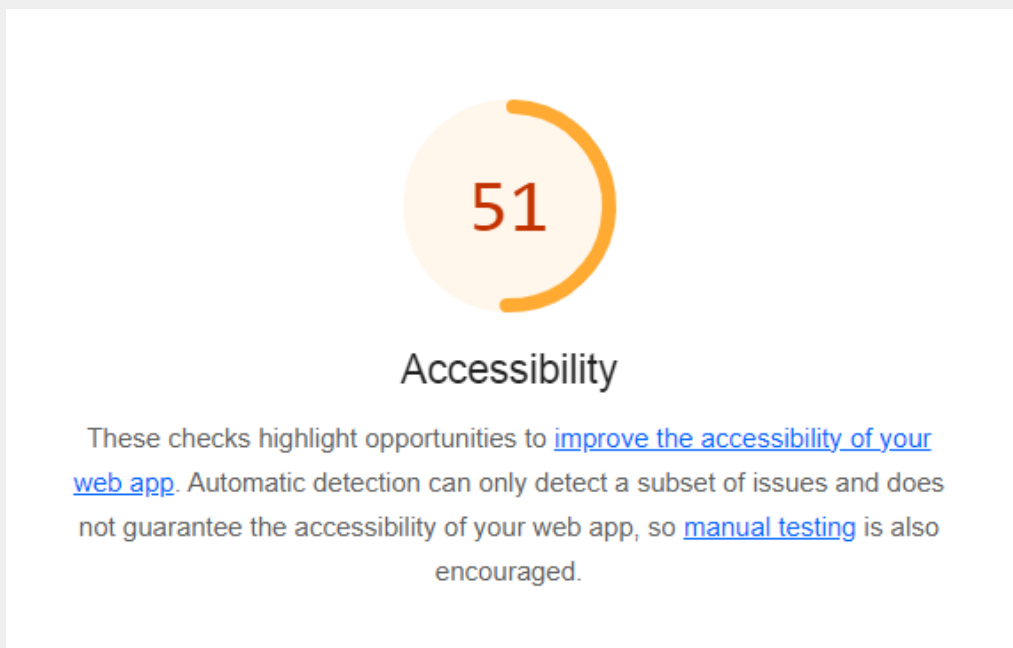 51
Accessibility
These checks highlight opportunities to improve the accessibility of your
web app. Automatic detection can only detect a subset of issues and does
not guarantee the accessibility of your web app, so manual testing is also
encouraged.